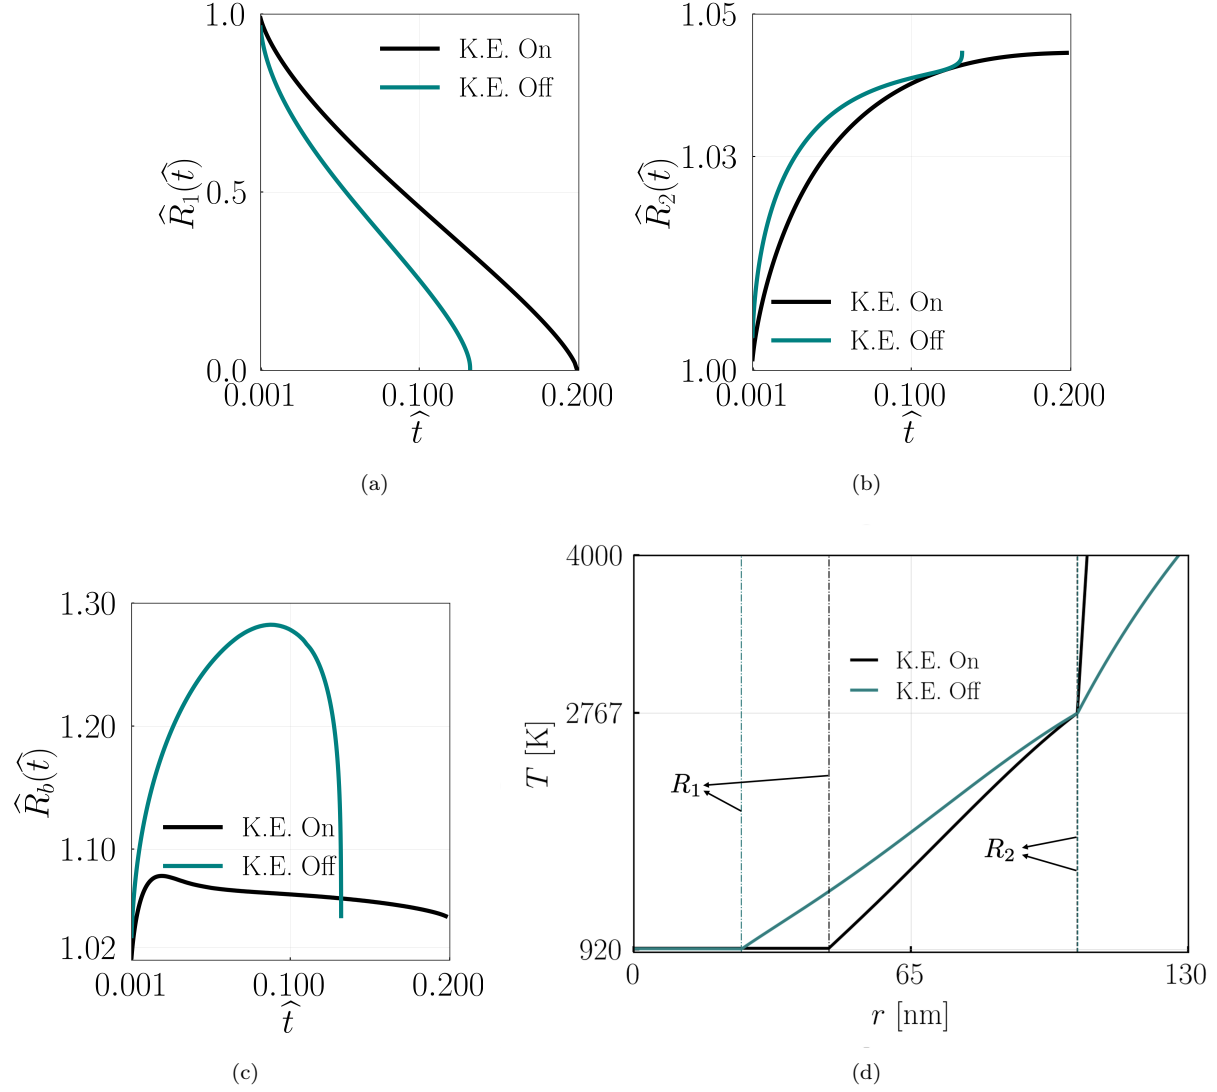 1.0
0.5
0.0
0.001 0.100 0.200
R̂₁(t̂)
t̂
K.E. On
K.E. Off
(a)
1.05
1.03
1.00
0.001 0.100 0.200
R̂₂(t̂)
t̂
K.E. On
K.E. Off
(b)
1.30
1.20
1.10
1.02
0.001 0.100 0.200
R̂_b(t̂)
t̂
K.E. On
K.E. Off
(c)
4000
2767
920
0 65 130
T [K]
r [nm]
K.E. On
K.E. Off
R₁
R₂
(d)